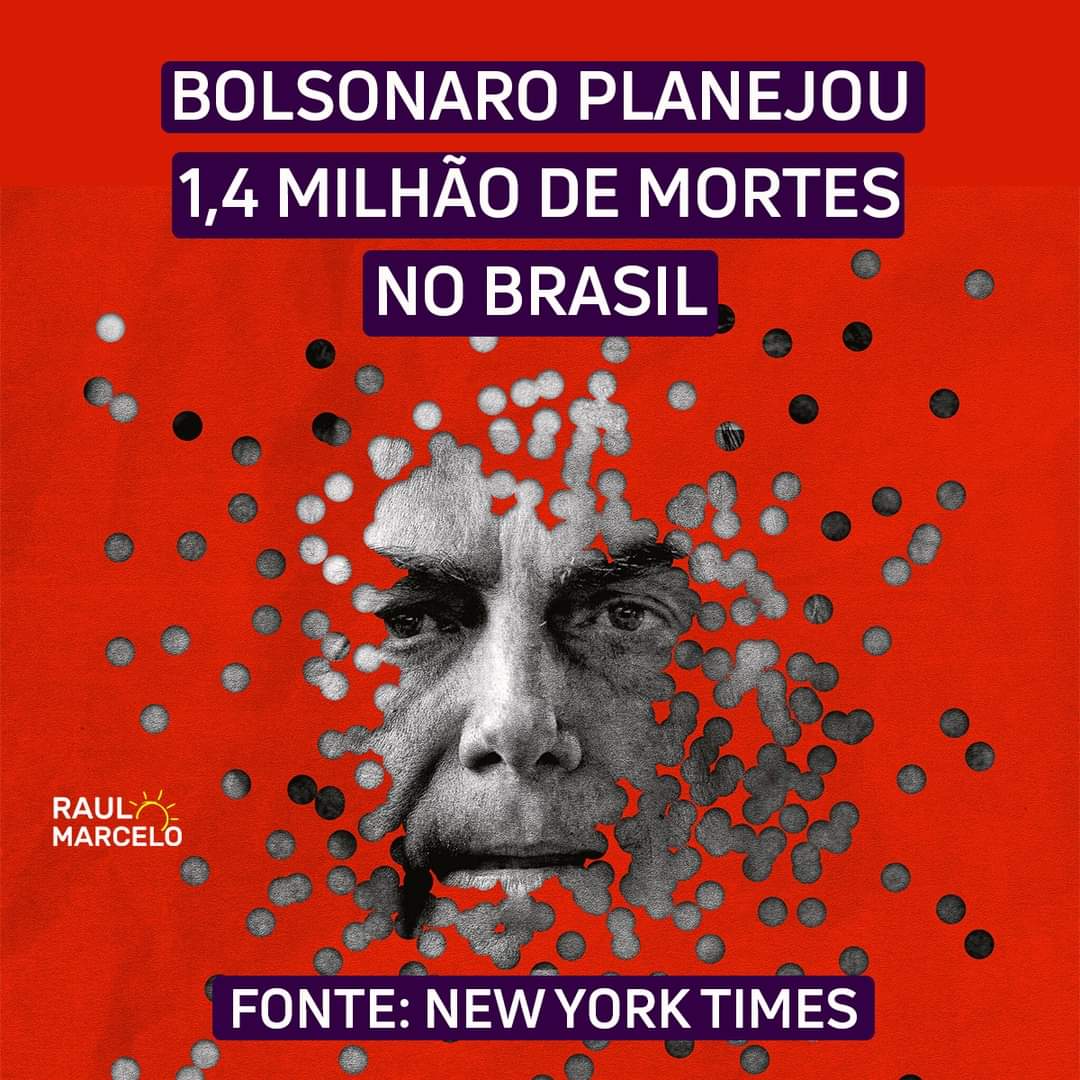 BOLSONARO PLANEJOU
1,4 MILHÃO DE MORTES
NO BRASIL
RAUL
MARCELO
FONTE: NEW YORK TIMES